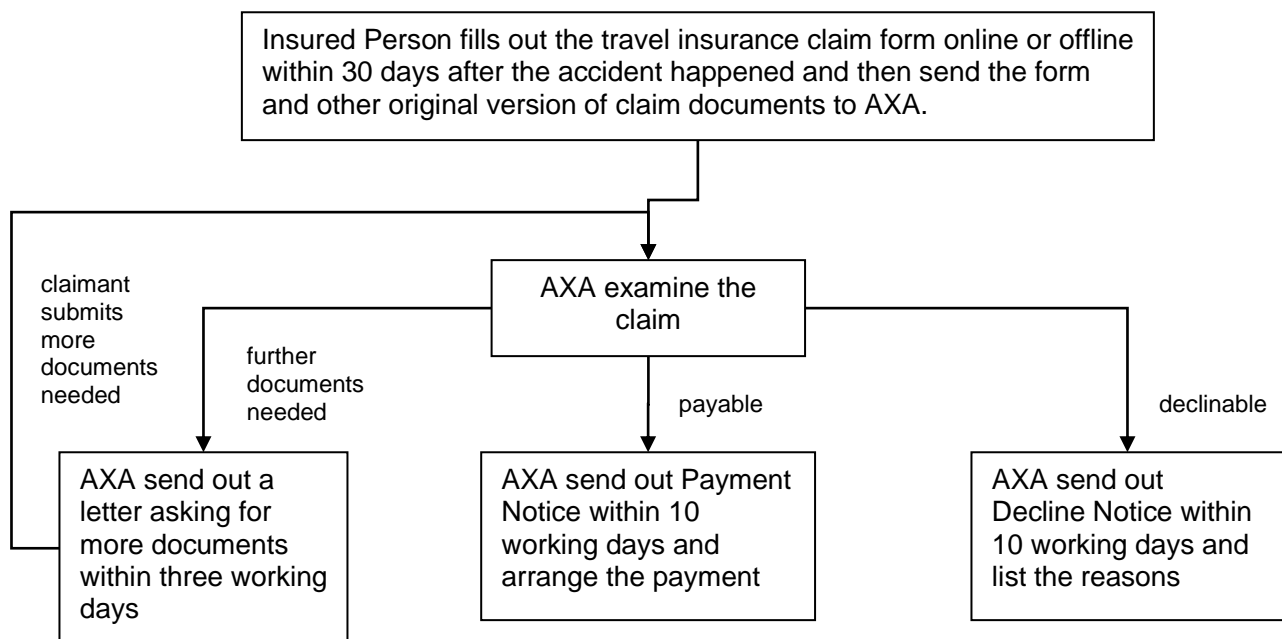 Insured Person fills out the travel insurance claim form online or offline
within 30 days after the accident happened and then send the form
and other original version of claim documents to AXA.
AXA examine the
claim
claimant
submits
more
documents
needed
further
documents
needed
payable
declinable
AXA send out a
letter asking for
more documents
within three working
days
AXA send out Payment
Notice within 10
working days and
arrange the payment
AXA send out
Decline Notice within
10 working days and
list the reasons